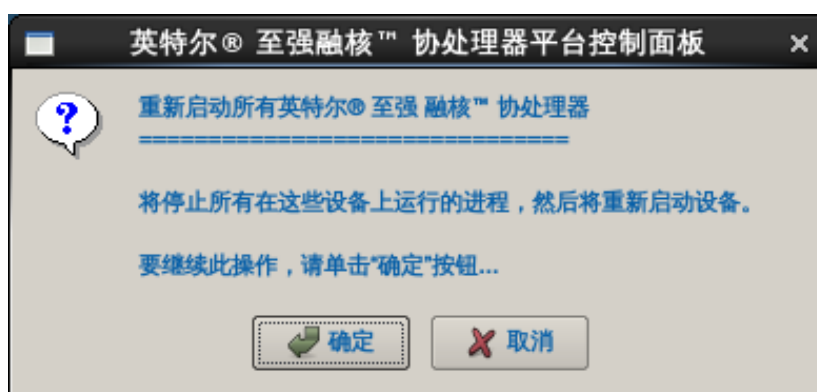 英特尔® 至强融核™ 协处理器平台控制面板
重新启动所有英特尔® 至强 融核™ 协处理器
===============================
将停止所有在这些设备上运行的进程，然后将重新启动设备。
要继续此操作，请单击"确定"按钮...
确定
取消